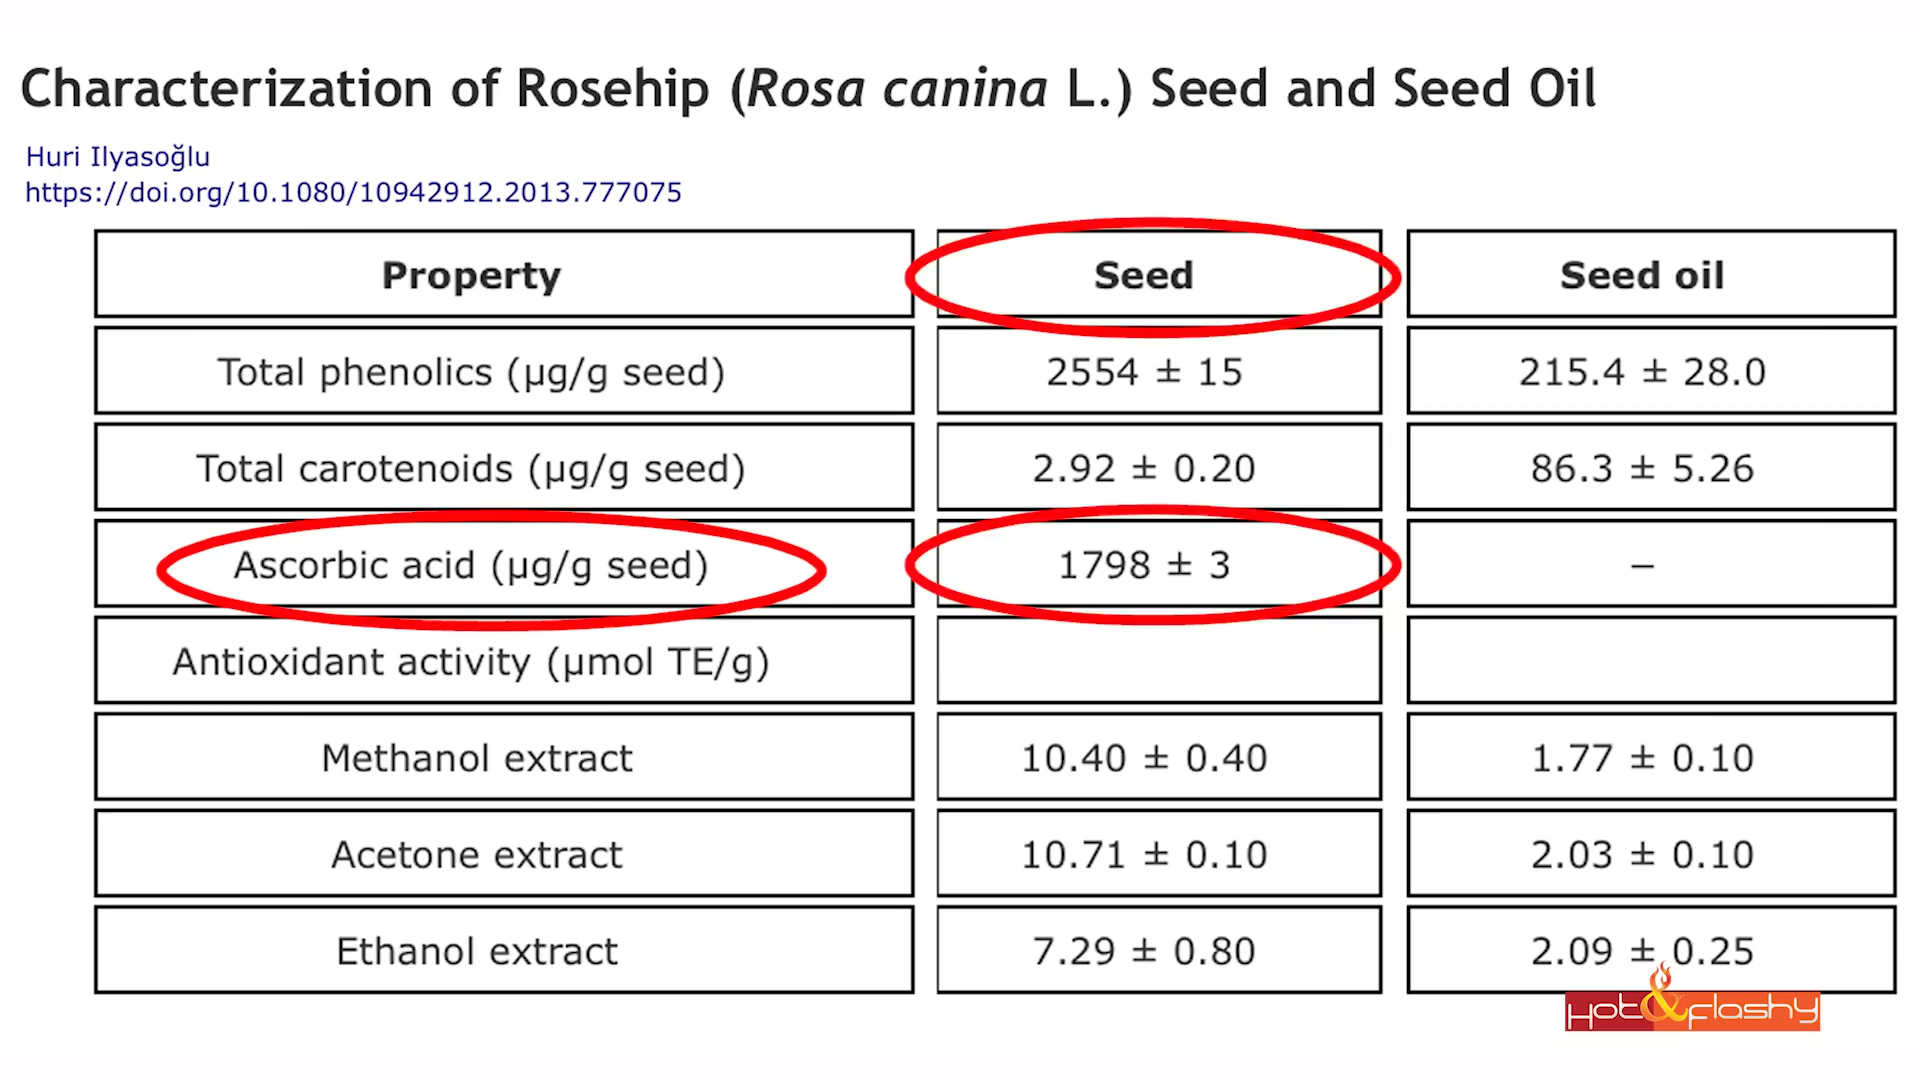 Characterization of Rosehip (Rosa canina L.) Seed and Seed Oil
Huri Ilyasoğlu
https://doi.org/10.1080/10942912.2013.777075
Property Seed Seed oil
Total phenolics (µg/g seed) 2554 ± 15 215.4 ± 28.0
Total carotenoids (µg/g seed) 2.92 ± 0.20 86.3 ± 5.26
Ascorbic acid (µg/g seed) 1798 ± 3 –
Antioxidant activity (µmol TE/g)
Methanol extract 10.40 ± 0.40 1.77 ± 0.10
Acetone extract 10.71 ± 0.10 2.03 ± 0.10
Ethanol extract 7.29 ± 0.80 2.09 ± 0.25
Hot&flashy